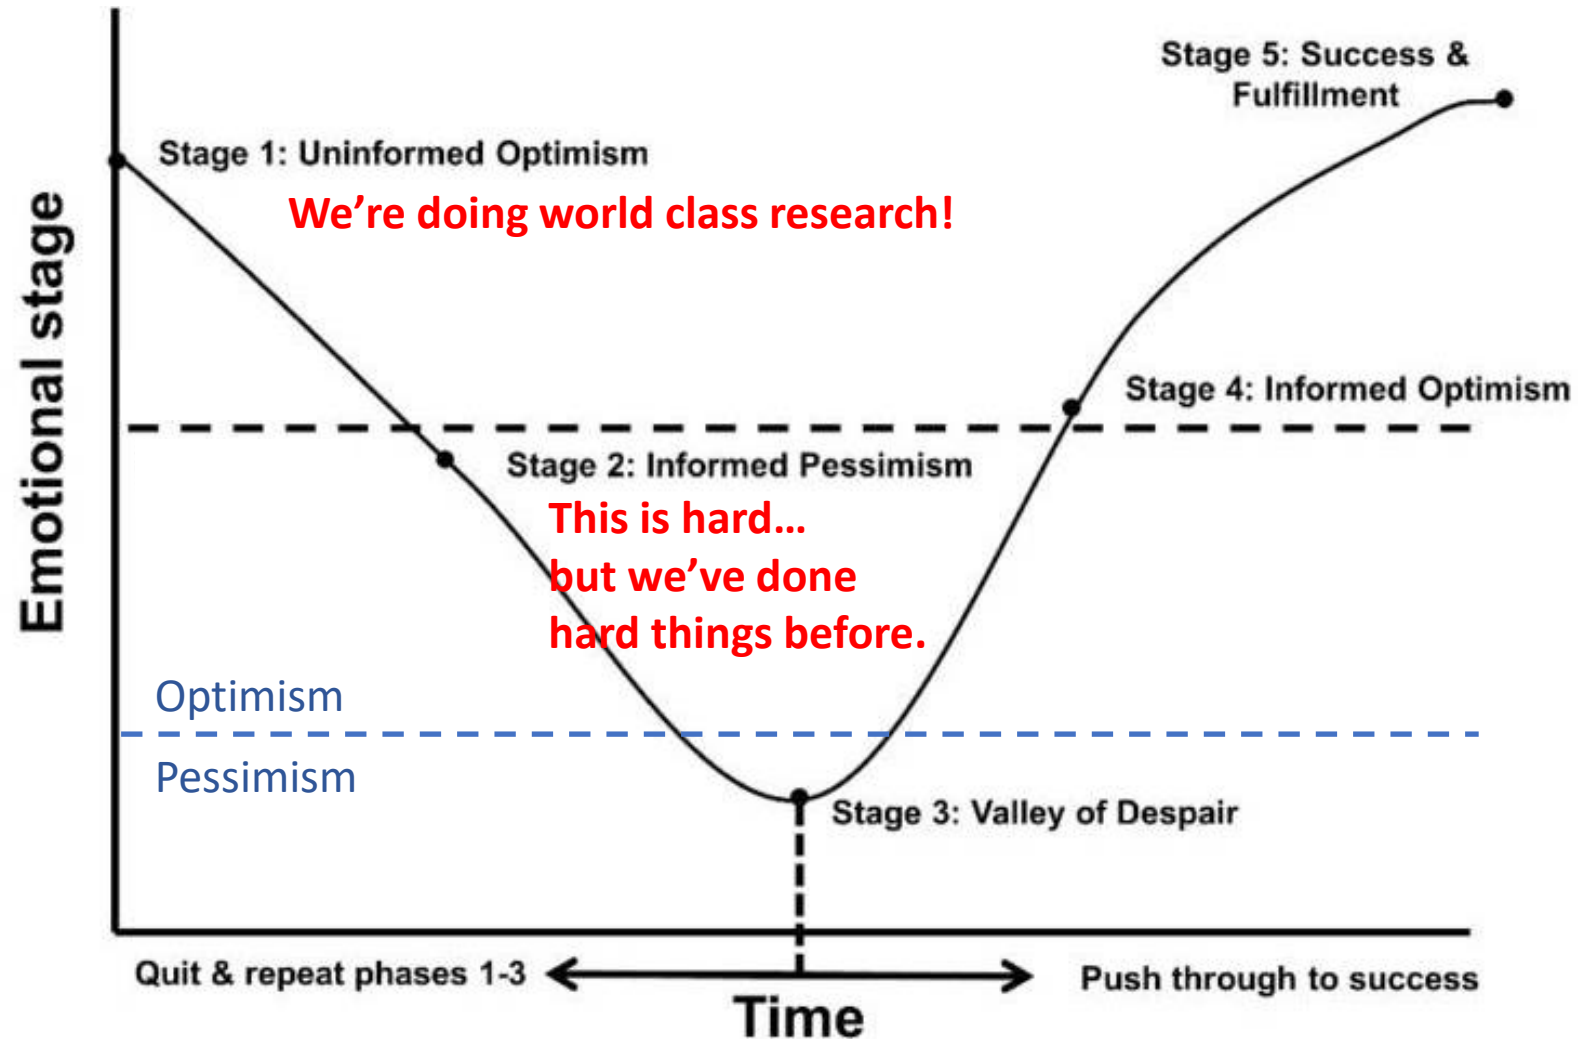 Stage 5: Success &
Fulfillment
Stage 1: Uninformed Optimism
We’re doing world class research!
Emotional stage
Stage 4: Informed Optimism
Stage 2: Informed Pessimism
This is hard…
but we’ve done
hard things before.
Optimism
Pessimism
Stage 3: Valley of Despair
Quit & repeat phases 1-3
Push through to success
Time